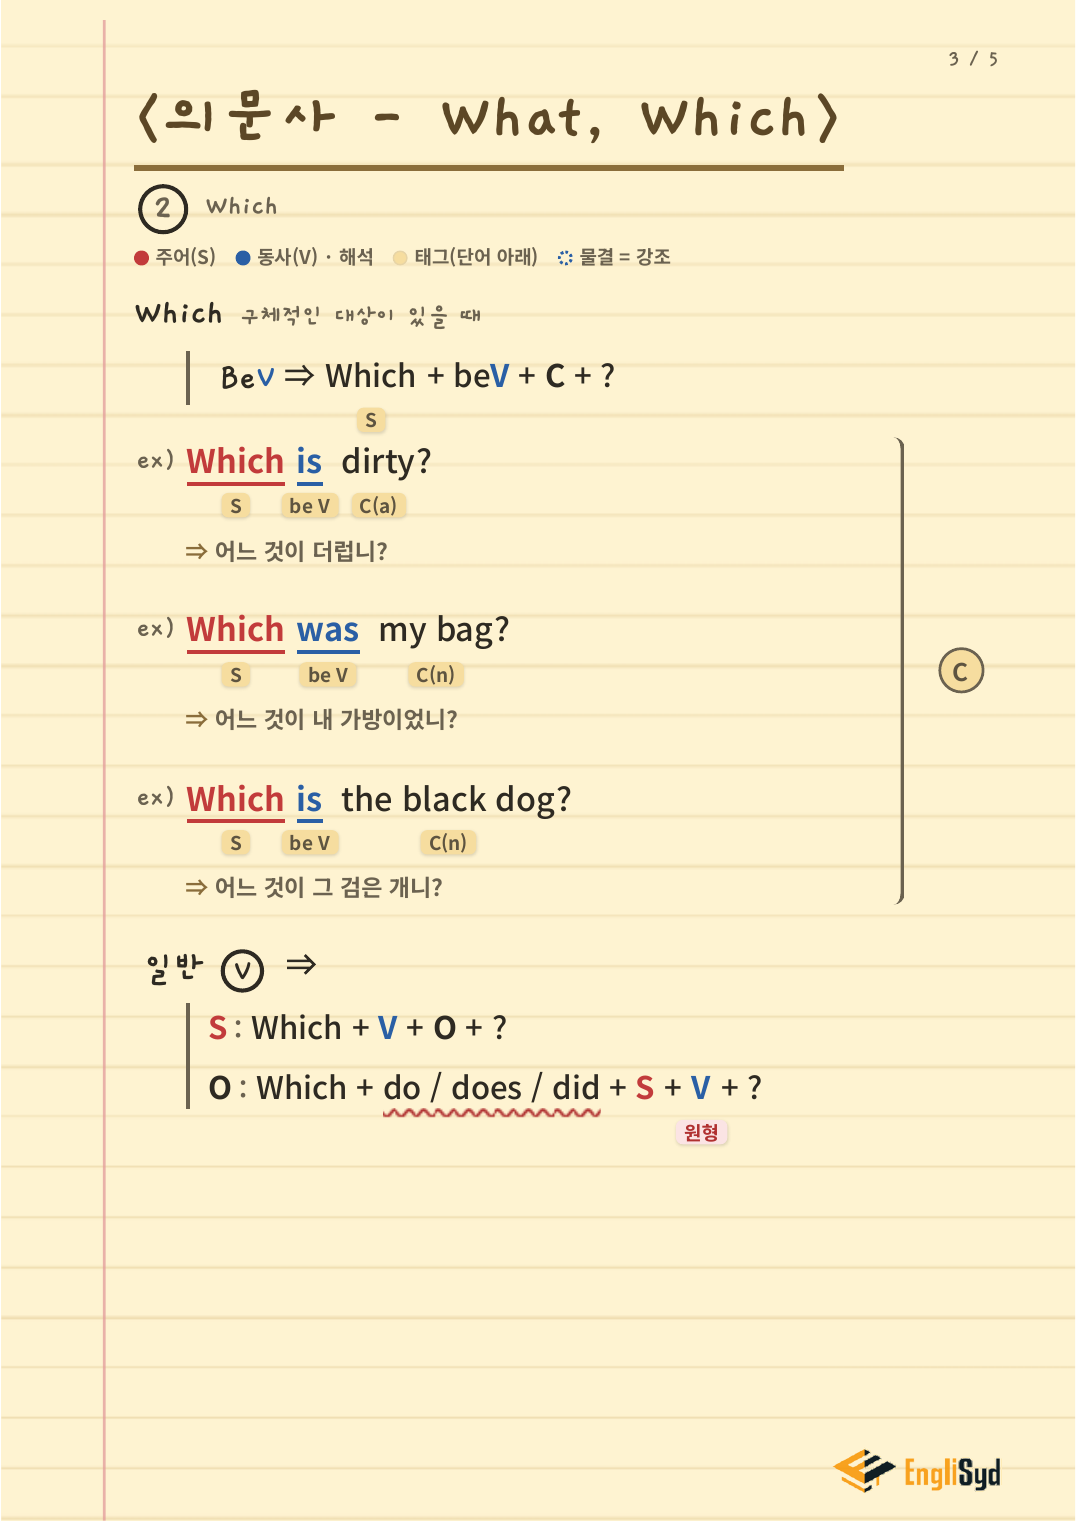 3 / 5
<의문사 - What, Which>
2 Which
주어(S) 동사(V) · 해석 태그(단어 아래) 물결 = 강조
Which 구체적인 대상이 있을 때
BeV ⇒ Which + beV + C + ?
S
ex) Which is dirty?
S be V C(a)
⇒ 어느 것이 더럽니?
ex) Which was my bag?
S be V C(n)
⇒ 어느 것이 내 가방이었니?
C
ex) Which is the black dog?
S be V C(n)
⇒ 어느 것이 그 검은 개니?
일반 V ⇒
S : Which + V + O + ?
O : Which + do / does / did + S + V + ?
원형
EngliSyd